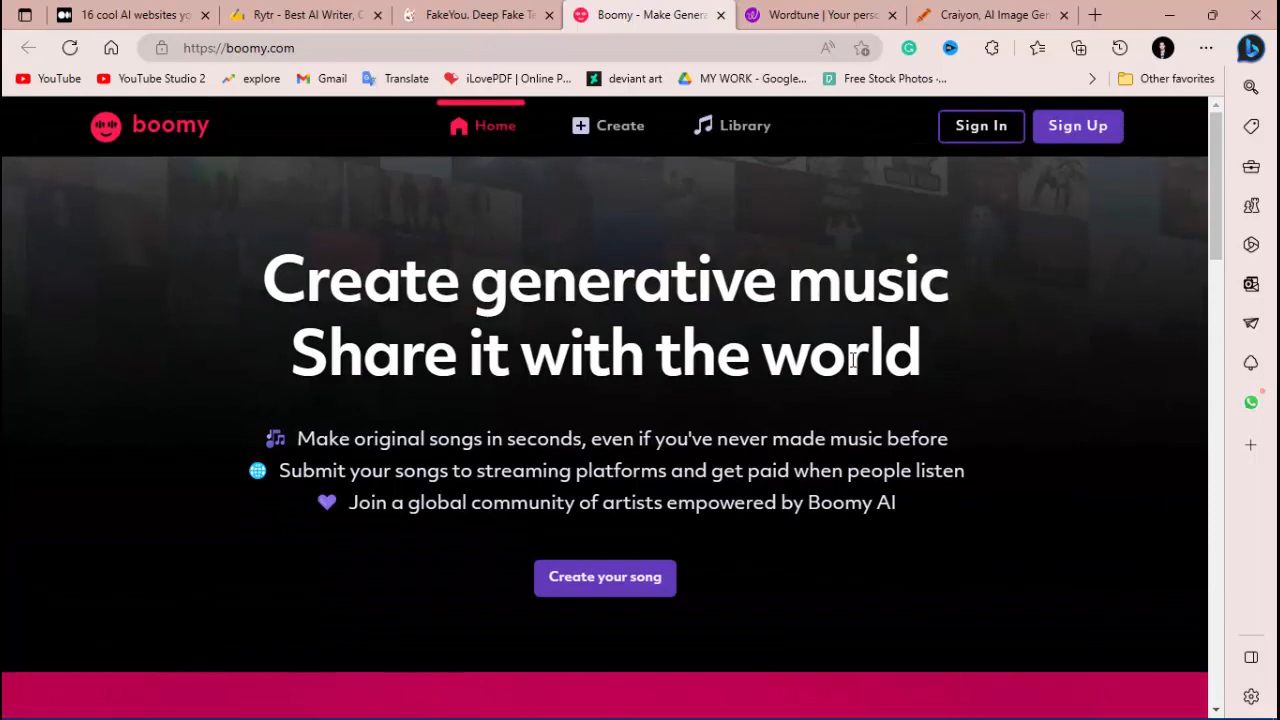 16 cool AI websites you
Rytr - Best AI Writer, C
FakeYou. Deep Fake Te
Boomy - Make Genera
Wordtune | Your perso
Craiyon, AI Image Gen
https://boomy.com
YouTube
YouTube Studio 2
explore
Gmail
Translate
iLovePDF | Online P...
deviant art
MY WORK - Google...
Free Stock Photos ·...
Other favorites
boomy
Home
Create
Library
Sign In
Sign Up
Create generative music
Share it with the world
Make original songs in seconds, even if you've never made music before
Submit your songs to streaming platforms and get paid when people listen
Join a global community of artists empowered by Boomy AI
Create your song